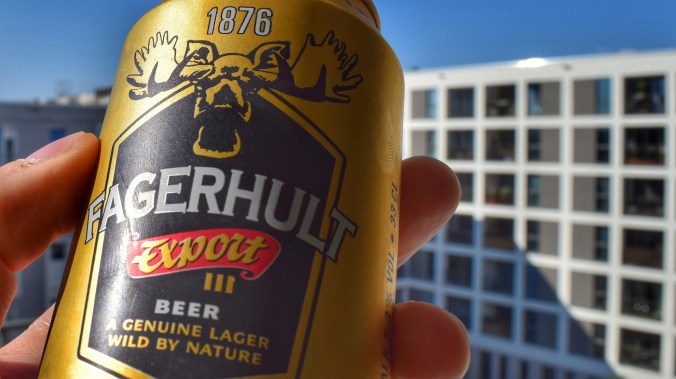 1876
FAGERHULT
Export
III
BEER
A GENUINE LAGER
WILD BY NATURE